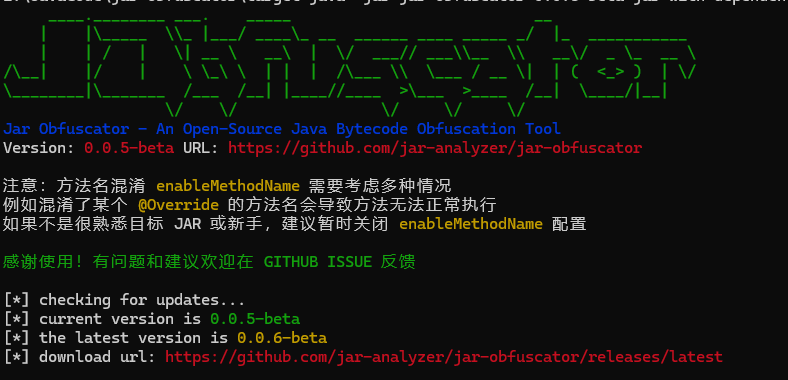 Jar Obfuscator - An Open-Source Java Bytecode Obfuscation Tool
Version: 0.0.5-beta URL: https://github.com/jar-analyzer/jar-obfuscator
注意: 方法名混淆 enableMethodName 需要考虑多种情况
例如混淆了某个 @Override 的方法名会导致方法无法正常执行
如果不是很熟悉目标 JAR 或新手, 建议暂时关闭 enableMethodName 配置
感谢使用! 有问题和建议欢迎在 GITHUB ISSUE 反馈
[*] checking for updates...
[*] current version is 0.0.5-beta
[*] the latest version is 0.0.6-beta
[*] download url: https://github.com/jar-analyzer/jar-obfuscator/releases/latest